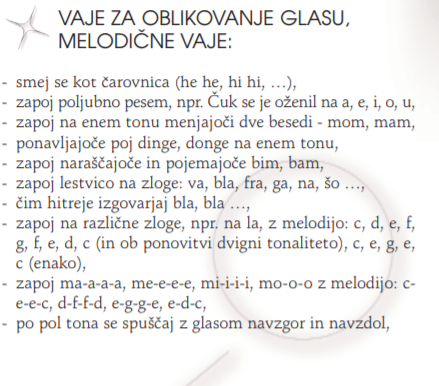 VAJE ZA OBLIKOVANJE GLASU,
MELODIČNE VAJE:
- smej se kot čarovnica (he he, hi hi, …),
- zapoj poljubno pesem, npr. Čuk se je oženil na a, e, i, o, u,
- zapoj na enem tonu menjajoči dve besedi - mom, mam,
- ponavljajoče poj dinge, donge na enem tonu,
- zapoj naraščajoče in pojemajoče bim, bam,
- zapoj lestvico na zloge: va, bla, fra, ga, na, šo …,
- čim hitreje izgovarjaj bla, bla …,
- zapoj na različne zloge, npr. na la, z melodijo: c, d, e, f,
g, f, e, d, c (in ob ponovitvi dvigni tonaliteto), c, e, g, e,
c (enako),
- zapoj ma-a-a-a, me-e-e-e, mi-i-i-i, mo-o-o z melodijo: c-
e-e-c, d-f-f-d, e-g-g-e, e-d-c,
- po pol tona se spuščaj z glasom navzgor in navzdol,